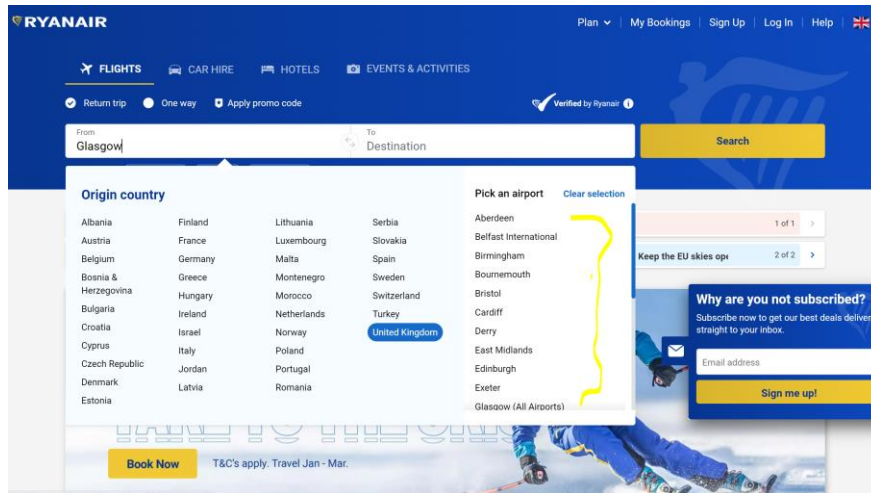 RYANAIR
Plan
My Bookings
Sign Up
Log In
Help
FLIGHTS
CAR HIRE
HOTELS
EVENTS & ACTIVITIES
Return trip
One way
Apply promo code
Verified by Ryanair
From
Glasgow
To
Destination
Search
Origin country
Albania
Austria
Belgium
Bosnia &
Herzegovina
Bulgaria
Croatia
Cyprus
Czech Republic
Denmark
Estonia
Finland
France
Germany
Greece
Hungary
Ireland
Israel
Italy
Jordan
Latvia
Lithuania
Luxembourg
Malta
Montenegro
Morocco
Netherlands
Norway
Poland
Portugal
Romania
Serbia
Slovakia
Spain
Sweden
Switzerland
Turkey
United Kingdom
Pick an airport
Clear selection
Aberdeen
Belfast International
Birmingham
Bournemouth
Bristol
Cardiff
Derry
East Midlands
Edinburgh
Exeter
Glasgow (All Airports)
1 of 1
Keep the EU skies ope
2 of 2
Why are you not subscribed?
Subscribe now to get our best deals deliver
straight to your inbox.
Email address
Sign me up!
Book Now
T&C's apply. Travel Jan - Mar.